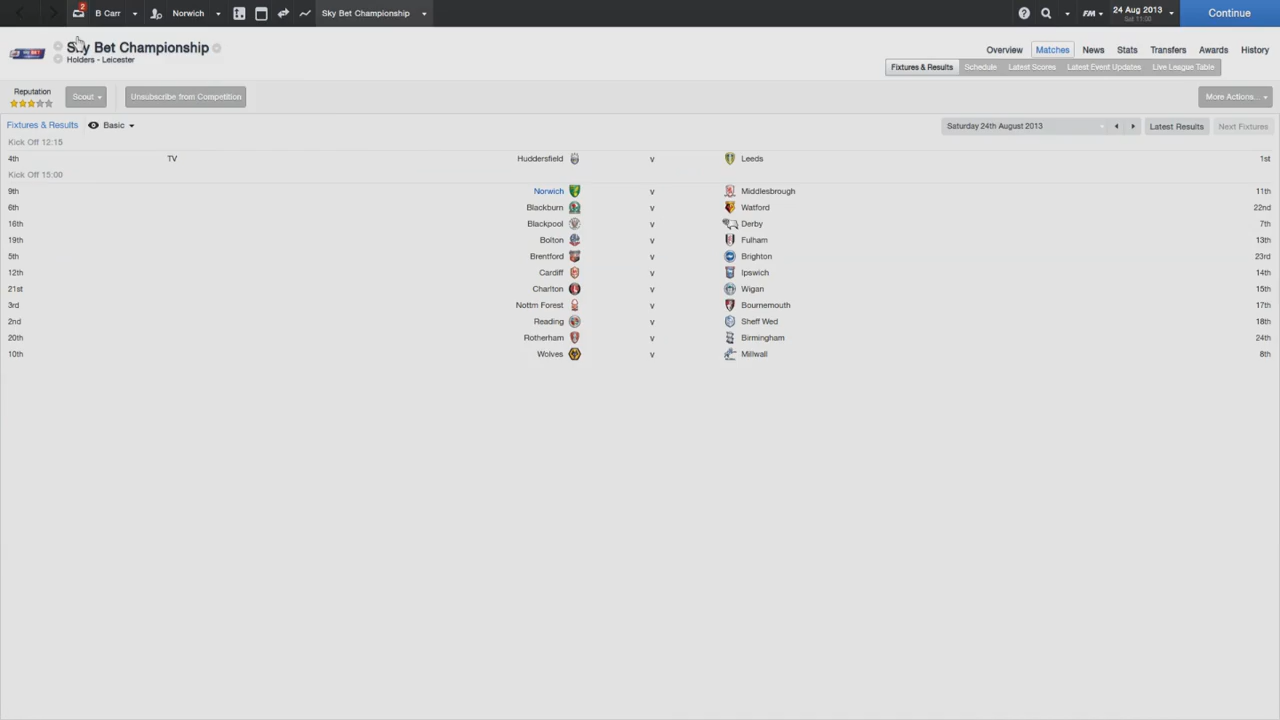 2
B Carr Norwich Sky Bet Championship FM 24 Aug 2013 Sat 11:00 Continue
Sky Bet Championship
Holders - Leicester
Overview Matches News Stats Transfers Awards History
Fixtures & Results Schedule Latest Scores Latest Event Updates Live League Table
Reputation
Scout Unsubscribe from Competition More Actions...
Fixtures & Results Basic Saturday 24th August 2013 Latest Results Next Fixtures
Kick Off 12:15
4th TV Huddersfield v Leeds 1st
Kick Off 15:00
9th Norwich v Middlesbrough 11th
6th Blackburn v Watford 22nd
16th Blackpool v Derby 7th
19th Bolton v Fulham 13th
5th Brentford v Brighton 23rd
12th Cardiff v Ipswich 14th
21st Charlton v Wigan 15th
3rd Nottm Forest v Bournemouth 17th
2nd Reading v Sheff Wed 18th
20th Rotherham v Birmingham 24th
10th Wolves v Millwall 8th